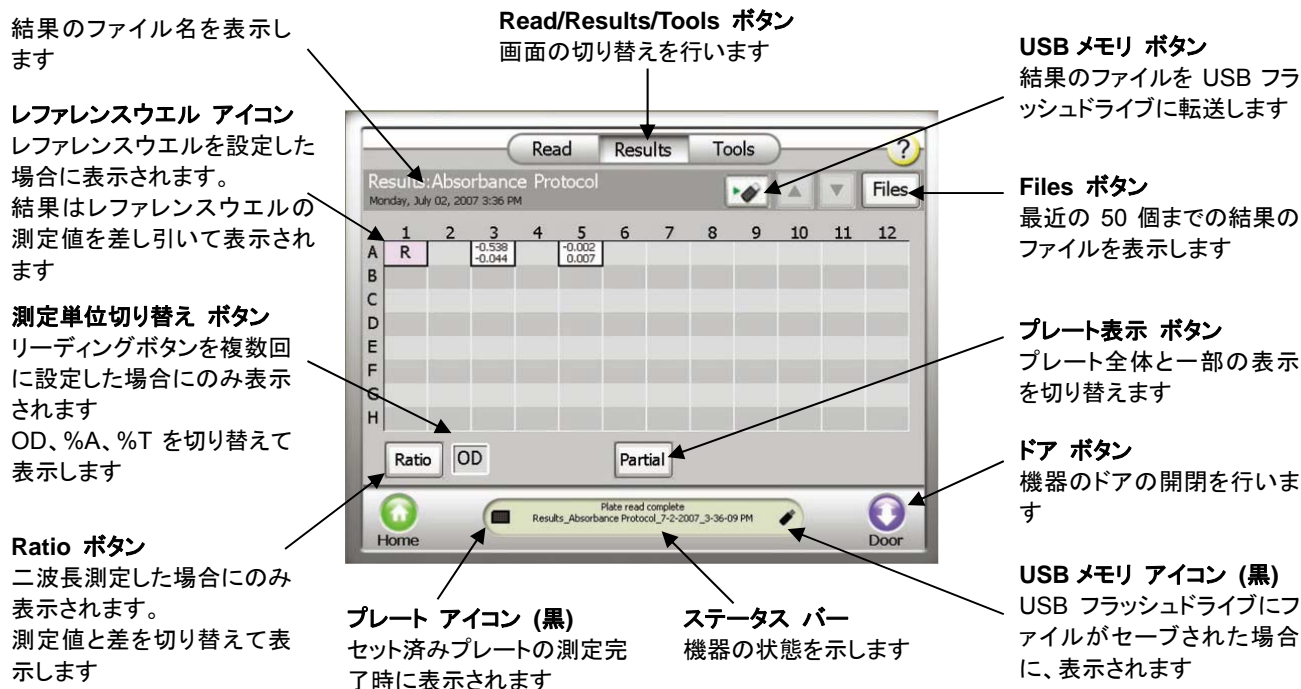 結果のファイル名を表示し
ます
レファレンスウエル アイコン
レファレンスウエルを設定した
場合に表示されます。
結果はレファレンスウエルの
測定値を差し引いて表示され
ます
測定単位切り替え ボタン
リーディングボタンを複数回
に設定した場合にのみ表示
されます
OD、%A、%T を切り替えて
表示します
Ratio ボタン
二波長測定した場合にのみ
表示されます。
測定値と差を切り替えて表
示します
Read/Results/Tools ボタン
画面の切り替えを行います
Read Results Tools ?
Results:Absorbance Protocol
Monday, July 02, 2007 3:36 PM
Files
1 2 3 4 5 6 7 8 9 10 11 12
A R -0.538 -0.002
-0.044 0.007
B
C
D
E
F
G
H
Ratio OD Partial
Plate read complete
Results_Absorbance Protocol_7-2-2007_3-36-09 PM
Home Door
プレート アイコン (黒)
セット済みプレートの測定完
了時に表示されます
ステータス バー
機器の状態を示します
USB メモリ ボタン
結果のファイルを USB フラ
ッシュドライブに転送します
Files ボタン
最近の 50 個までの結果の
ファイルを表示します
プレート表示 ボタン
プレート全体と一部の表示
を切り替えます
ドア ボタン
機器のドアの開閉を行いま
す
USB メモリ アイコン (黒)
USB フラッシュドライブにフ
ァイルがセーブされた場合
に、表示されます